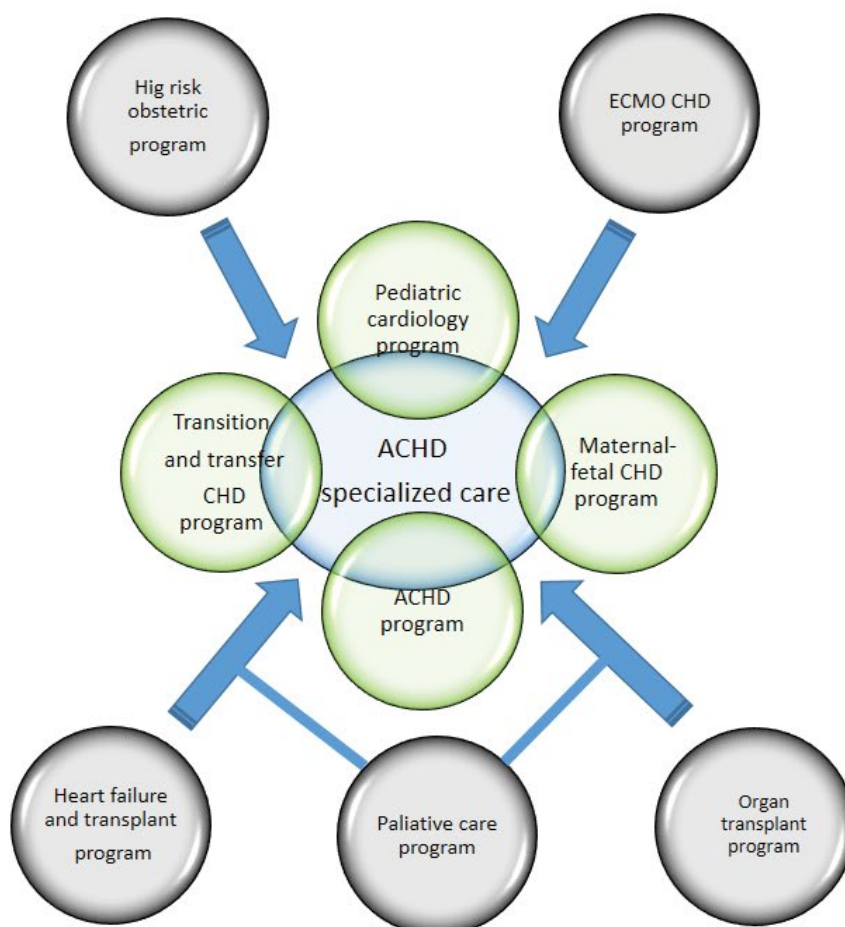 Hig risk
obstetric
program
ECMO CHD
program
Pediatric
cardiology
program
Transition
and transfer
CHD
program
ACHD
specialized care
Maternal-
fetal CHD
program
ACHD
program
Heart failure
and transplant
program
Paliative care
program
Organ
transplant
program